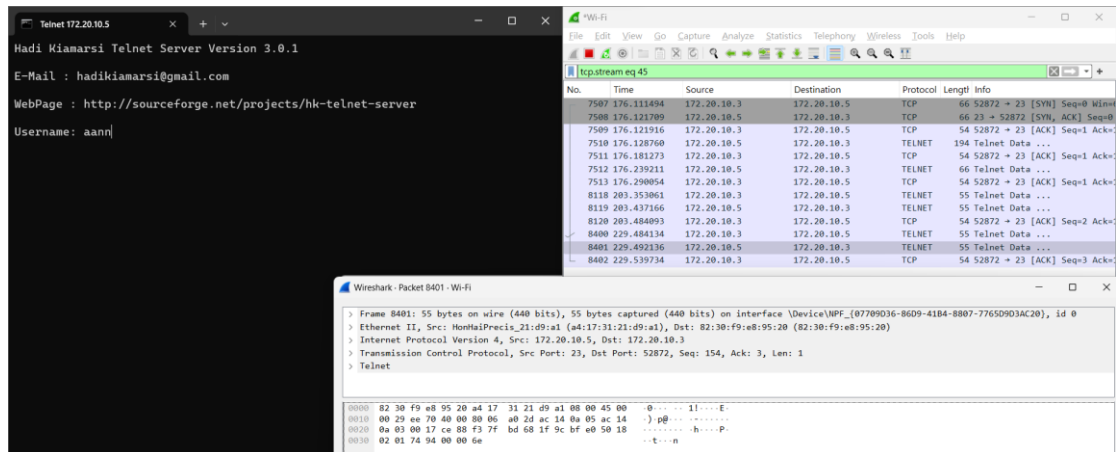 Telnet 172.20.10.5
Hadi Kiamarsi Telnet Server Version 3.0.1
E-Mail : hadikiamarsi@gmail.com
WebPage : http://sourceforge.net/projects/hk-telnet-server
Username: aann
*Wi-Fi
File Edit View Go Capture Analyze Statistics Telephony Wireless Tools Help
tcp.stream eq 45
No. Time Source Destination Protocol Length Info
7507 176.111494 172.20.10.3 172.20.10.5 TCP 66 52872 → 23 [SYN] Seq=0 Win=
7508 176.121709 172.20.10.5 172.20.10.3 TCP 66 23 → 52872 [SYN, ACK] Seq=0
7509 176.121916 172.20.10.3 172.20.10.5 TCP 54 52872 → 23 [ACK] Seq=1 Ack=
7510 176.128760 172.20.10.5 172.20.10.3 TELNET 194 Telnet Data ...
7511 176.181273 172.20.10.3 172.20.10.5 TCP 54 52872 → 23 [ACK] Seq=1 Ack=
7512 176.239211 172.20.10.5 172.20.10.3 TELNET 66 Telnet Data ...
7513 176.290054 172.20.10.3 172.20.10.5 TCP 54 52872 → 23 [ACK] Seq=1 Ack=
8118 203.353061 172.20.10.3 172.20.10.5 TELNET 55 Telnet Data ...
8119 203.437166 172.20.10.5 172.20.10.3 TELNET 55 Telnet Data ...
8120 203.484093 172.20.10.3 172.20.10.5 TCP 54 52872 → 23 [ACK] Seq=2 Ack=
8400 229.484134 172.20.10.3 172.20.10.5 TELNET 55 Telnet Data ...
8401 229.492136 172.20.10.5 172.20.10.3 TELNET 55 Telnet Data ...
8402 229.539734 172.20.10.3 172.20.10.5 TCP 54 52872 → 23 [ACK] Seq=3 Ack=
Wireshark - Packet 8401 - Wi-Fi
> Frame 8401: 55 bytes on wire (440 bits), 55 bytes captured (440 bits) on interface \Device\NPF_{07709D36-86D9-41B4-8807-7765D9D3AC20}, id 0
> Ethernet II, Src: HonHaiPrecis_21:d9:a1 (a4:17:31:21:d9:a1), Dst: 82:30:f9:e8:95:20 (82:30:f9:e8:95:20)
> Internet Protocol Version 4, Src: 172.20.10.5, Dst: 172.20.10.3
> Transmission Control Protocol, Src Port: 23, Dst Port: 52872, Seq: 154, Ack: 3, Len: 1
> Telnet
0000 82 30 f9 e8 95 20 a4 17 31 21 d9 a1 08 00 45 00 ·0··· ·· 1!····E·
0010 00 29 ee 70 40 00 80 06 a0 2d ac 14 0a 05 ac 14 ·)·p@··· ·-······
0020 0a 03 00 17 ce 88 f3 7f bd 68 1f 9c bf e0 50 18 ········ ·h····P·
0030 02 01 74 94 00 00 6e ··t···n